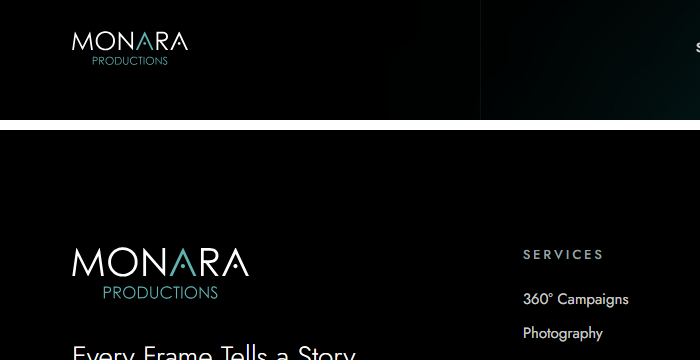 MONARA
PRODUCTIONS
MONARA
PRODUCTIONS
SERVICES
360° Campaigns
Photography
Every Frame Tells a Story